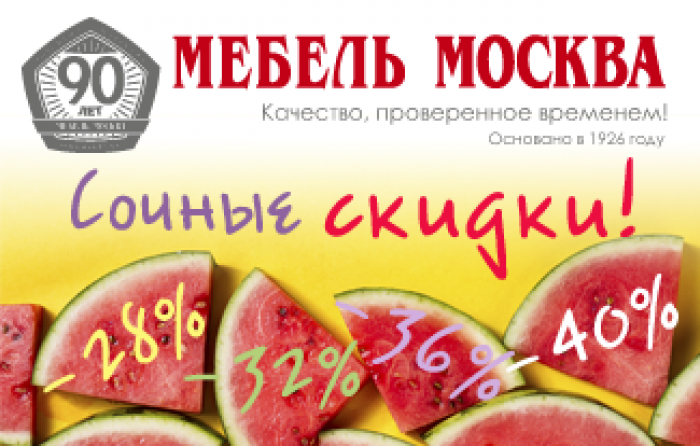 90
ЛЕТ
МЕБЕЛЬ МОСКВА
Качество, проверенное временем!
Основано в 1926 году
Сочные скидки!
-28%
-32%
-36%
-40%